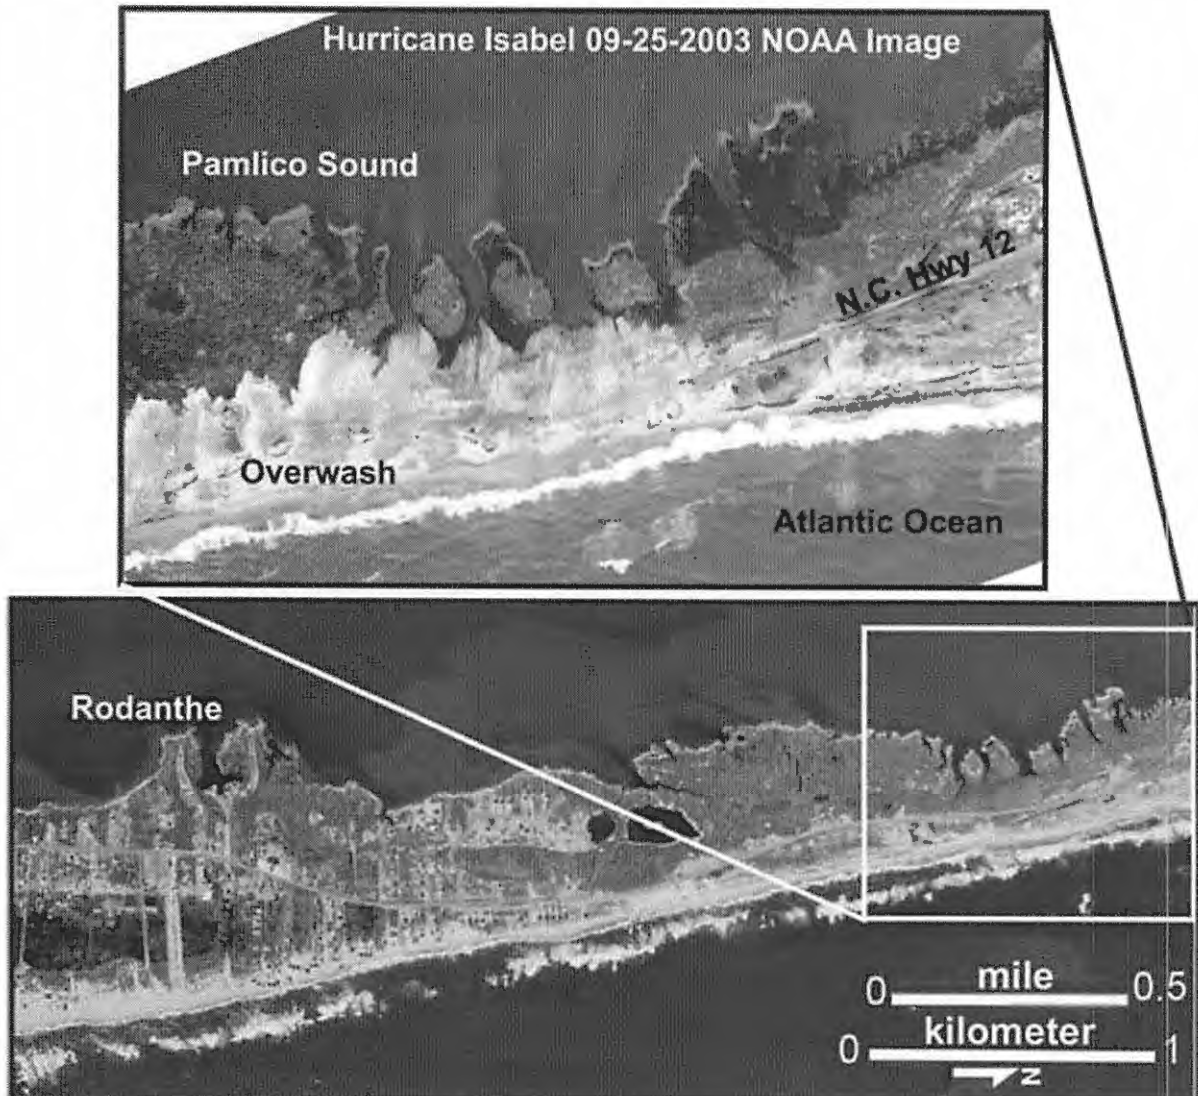 Hurricane Isabel 09-25-2003 NOAA Image
Pamlico Sound
N.C. Hwy 12
Overwash
Atlantic Ocean
Rodanthe
0 mile 0.5
0 kilometer 1
N